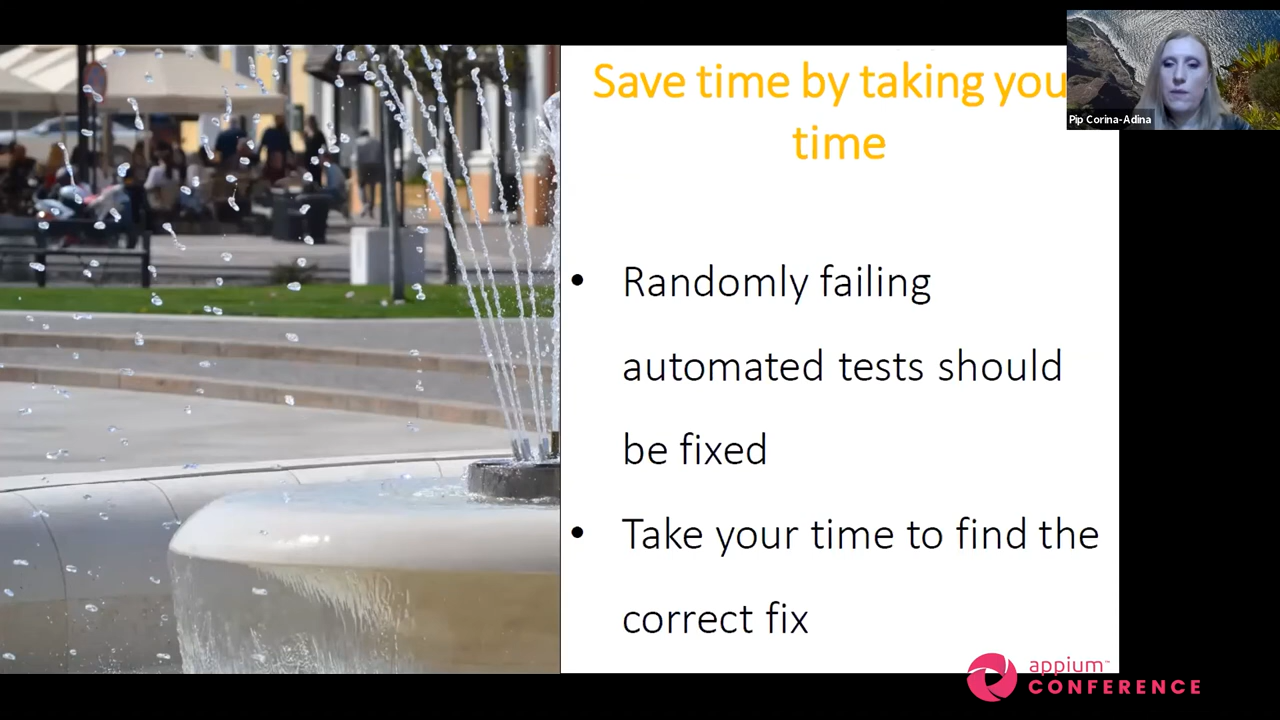 Save time by taking you
time
Pip Corina-Adina
• Randomly failing
automated tests should
be fixed
• Take your time to find the
correct fix
appium™
CONFERENCE